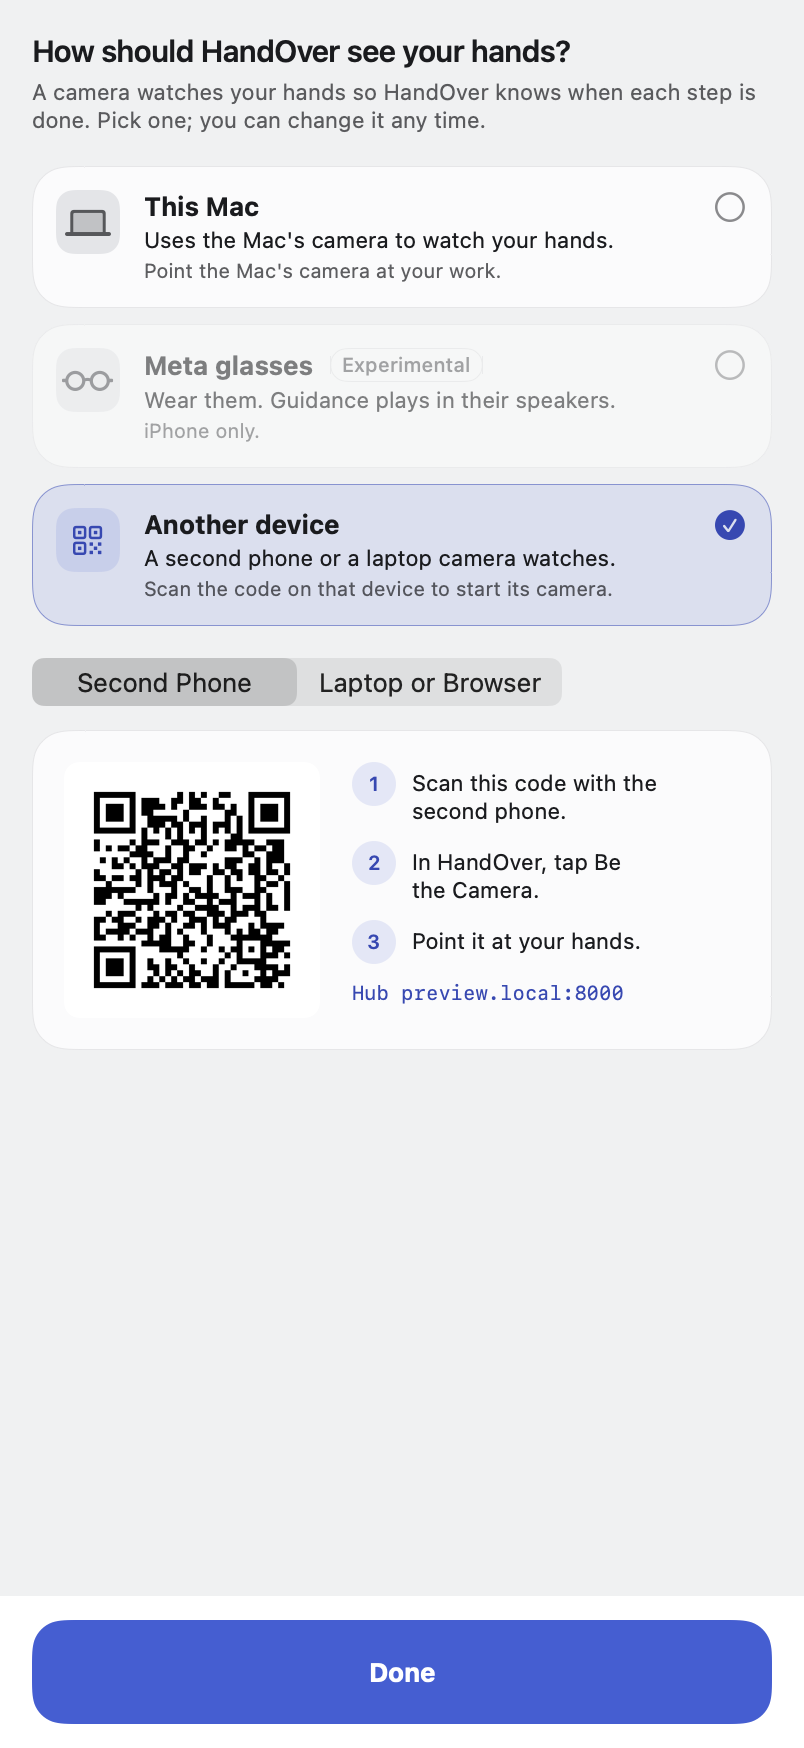 How should HandOver see your hands?
A camera watches your hands so HandOver knows when each step is
done. Pick one; you can change it any time.
This Mac
Uses the Mac's camera to watch your hands.
Point the Mac's camera at your work.
Meta glasses Experimental
Wear them. Guidance plays in their speakers.
iPhone only.
Another device
A second phone or a laptop camera watches.
Scan the code on that device to start its camera.
Second Phone Laptop or Browser
1 Scan this code with the
second phone.
2 In HandOver, tap Be
the Camera.
3 Point it at your hands.
Hub preview.local:8000
Done